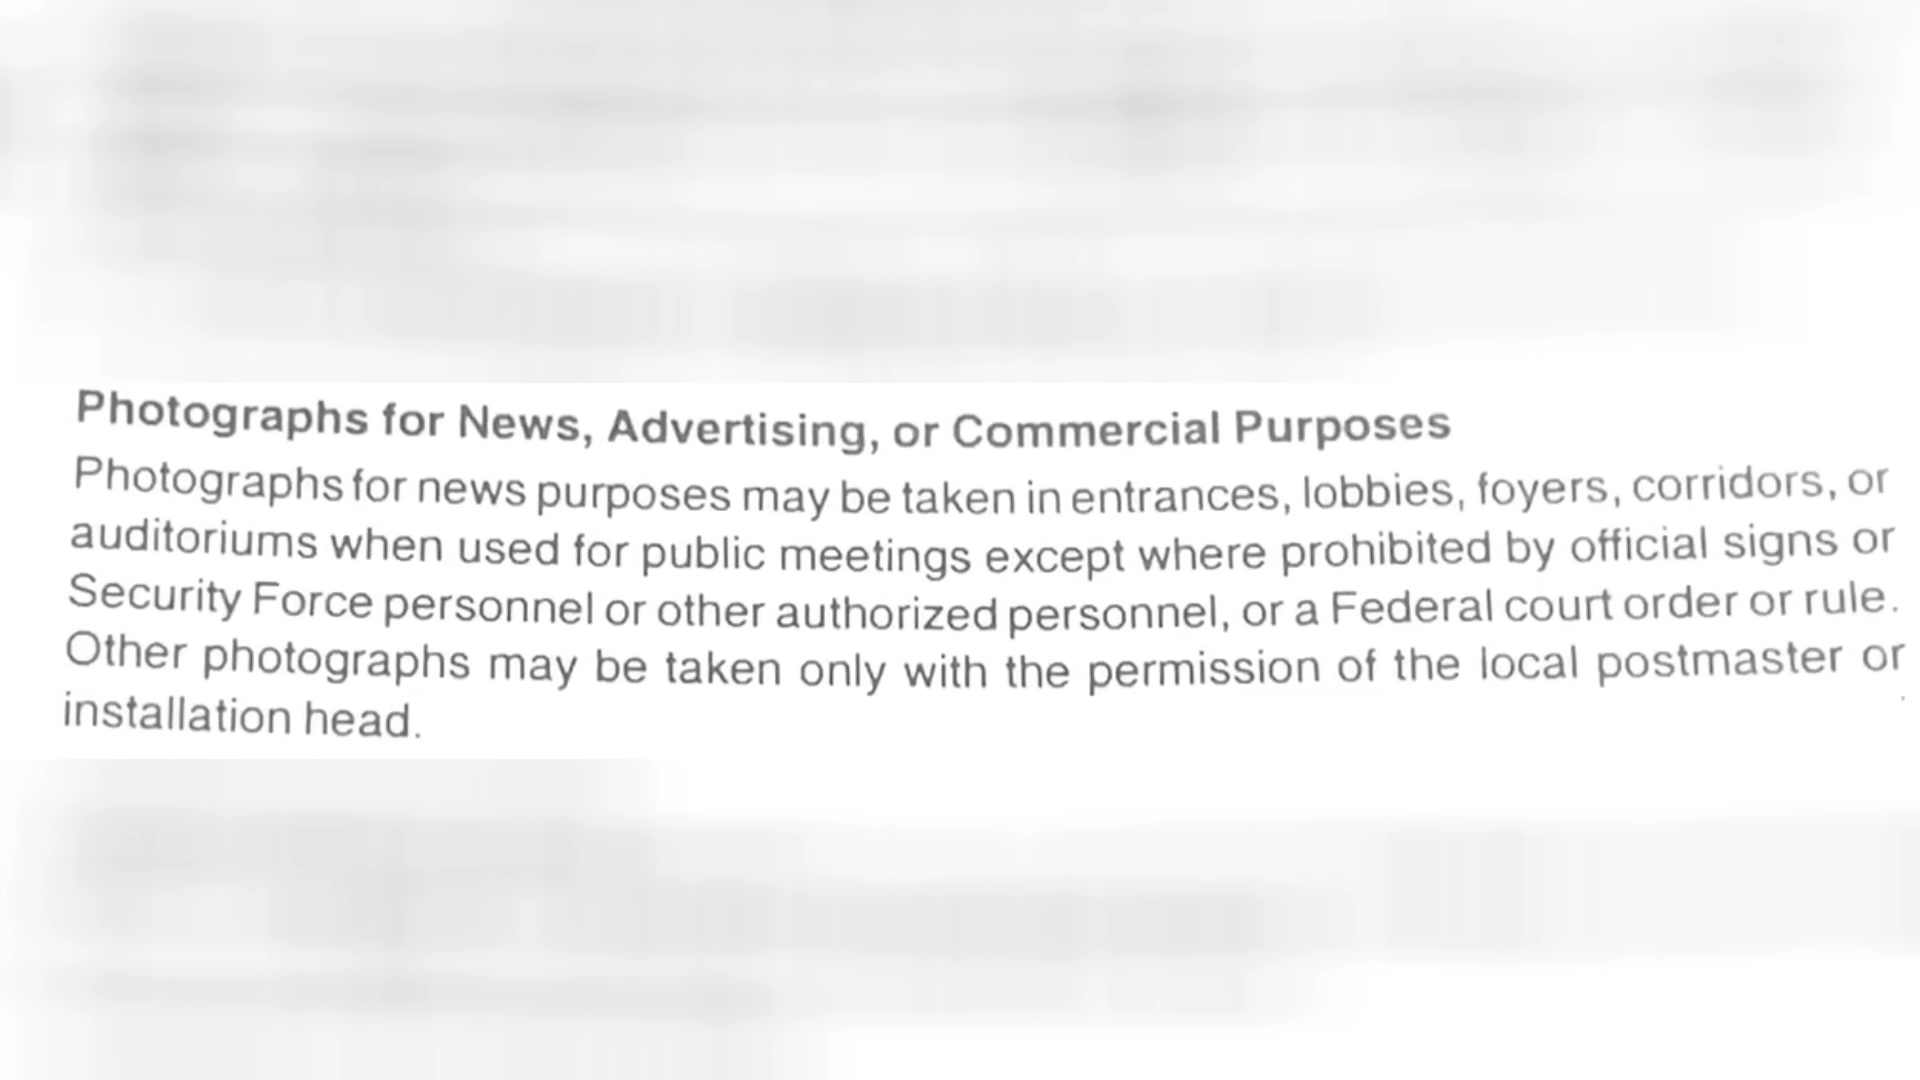 Photographs for News, Advertising, or Commercial Purposes
Photographs for news purposes may be taken in entrances, lobbies, foyers, corridors, or
auditoriums when used for public meetings except where prohibited by official signs or
Security Force personnel or other authorized personnel, or a Federal court order or rule.
Other photographs may be taken only with the permission of the local postmaster or
installation head.